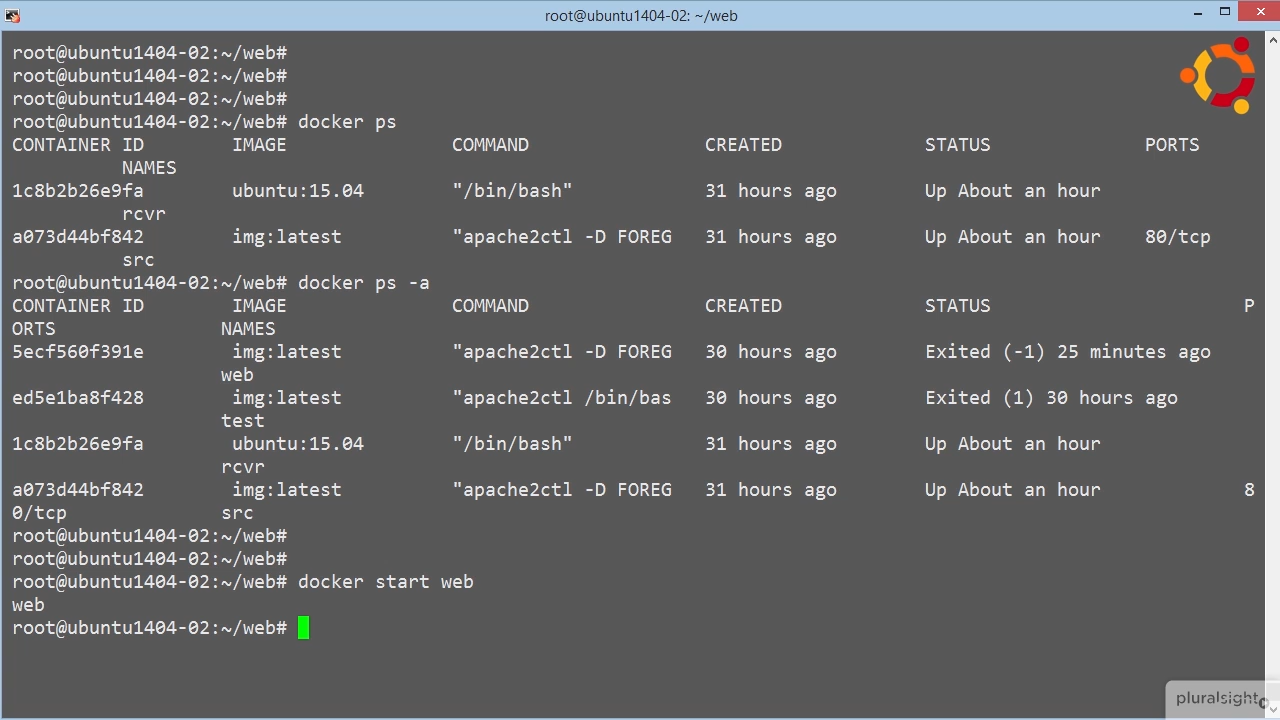 root@ubuntu1404-02: ~/web
root@ubuntu1404-02:~/web#
root@ubuntu1404-02:~/web#
root@ubuntu1404-02:~/web#
root@ubuntu1404-02:~/web# docker ps
CONTAINER ID        IMAGE               COMMAND                CREATED             STATUS              PORTS
          NAMES
1c8b2b26e9fa        ubuntu:15.04        "/bin/bash"            31 hours ago        Up About an hour
          rcvr
a073d44bf842        img:latest          "apache2ctl -D FOREG   31 hours ago        Up About an hour    80/tcp
          src
root@ubuntu1404-02:~/web# docker ps -a
CONTAINER ID        IMAGE               COMMAND                CREATED             STATUS                       P
ORTS               NAMES
5ecf560f391e        img:latest          "apache2ctl -D FOREG   30 hours ago        Exited (-1) 25 minutes ago
                   web
ed5e1ba8f428        img:latest          "apache2ctl /bin/bas   30 hours ago        Exited (1) 30 hours ago
                   test
1c8b2b26e9fa        ubuntu:15.04        "/bin/bash"            31 hours ago        Up About an hour
                   rcvr
a073d44bf842        img:latest          "apache2ctl -D FOREG   31 hours ago        Up About an hour             8
0/tcp              src
root@ubuntu1404-02:~/web#
root@ubuntu1404-02:~/web#
root@ubuntu1404-02:~/web# docker start web
web
root@ubuntu1404-02:~/web#
pluralsight